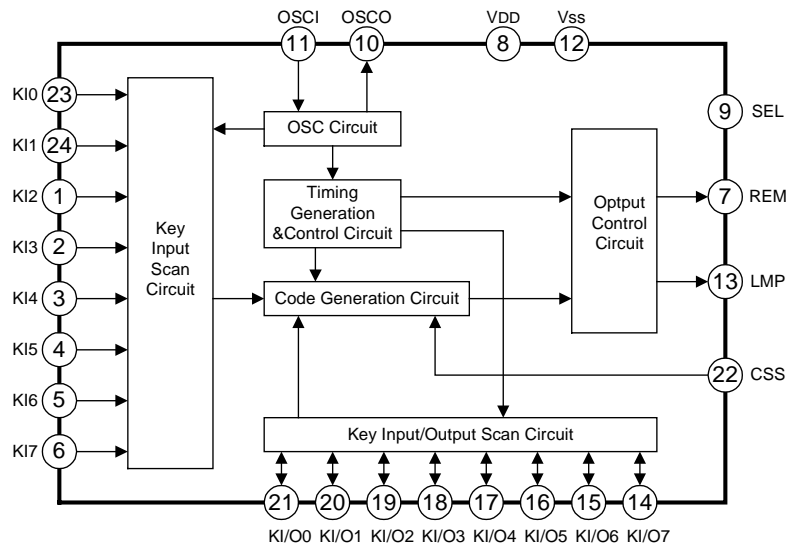 OSCI OSCO VDD Vss
11 10 8 12
KI0 23
KI1 24
KI2 1
KI3 2
KI4 3
KI5 4
KI6 5
KI7 6
Key
Input
Scan
Circuit
OSC Circuit
Timing
Generation
&Control Circuit
Code Generation Circuit
Key Input/Output Scan Circuit
Optput
Control
Circuit
9 SEL
7 REM
13 LMP
22 CSS
21 20 19 18 17 16 15 14
KI/O0 KI/O1 KI/O2 KI/O3 KI/O4 KI/O5 KI/O6 KI/O7